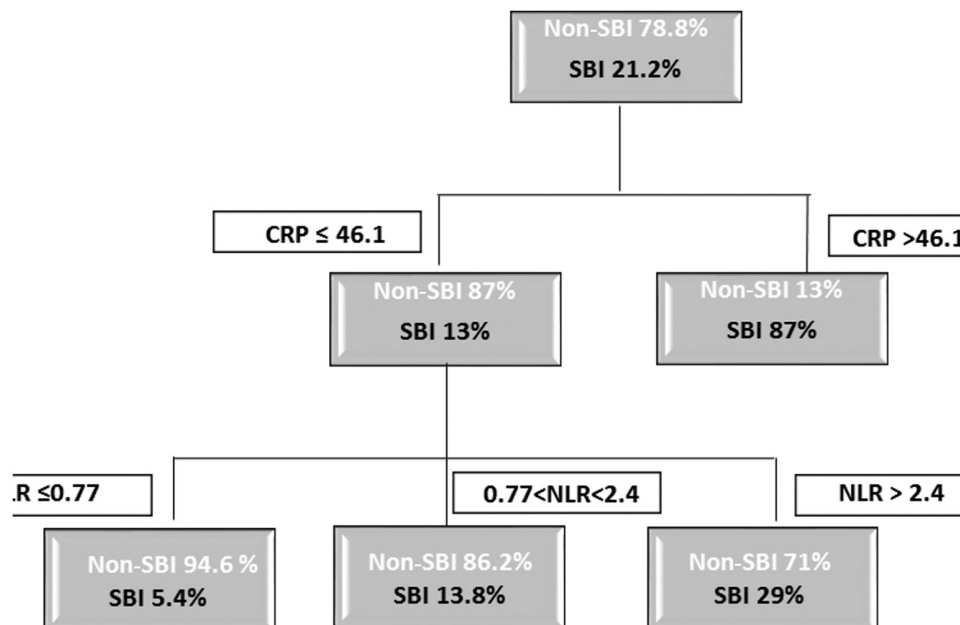 Non-SBI 78.8%
SBI 21.2%
CRP ≤ 46.1
CRP >46.1
Non-SBI 87%
SBI 13%
Non-SBI 13%
SBI 87%
LR ≤0.77
0.77<NLR<2.4
NLR > 2.4
Non-SBI 94.6 %
SBI 5.4%
Non-SBI 86.2%
SBI 13.8%
Non-SBI 71%
SBI 29%